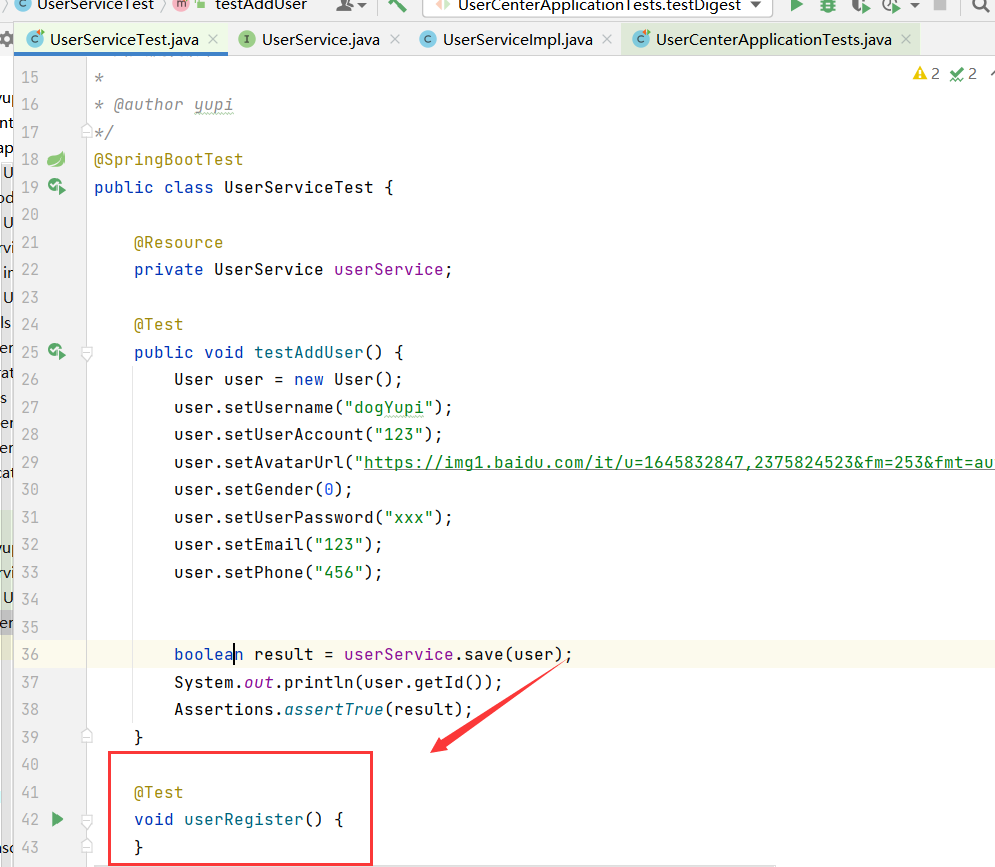 UserServiceTest testAddUser UserCenterApplicationTests.testDigest
UserServiceTest.java UserService.java UserServiceImpl.java UserCenterApplicationTests.java
2 2
15 *
16 * @author yupi
17 */
18 @SpringBootTest
19 public class UserServiceTest {
20
21 @Resource
22 private UserService userService;
23
24 @Test
25 public void testAddUser() {
26 User user = new User();
27 user.setUsername("dogYupi");
28 user.setUserAccount("123");
29 user.setAvatarUrl("https://img1.baidu.com/it/u=1645832847,2375824523&fm=253&fmt=au
30 user.setGender(0);
31 user.setUserPassword("xxx");
32 user.setEmail("123");
33 user.setPhone("456");
34
35
36 boolean result = userService.save(user);
37 System.out.println(user.getId());
38 Assertions.assertTrue(result);
39 }
40
41 @Test
42 void userRegister() {
43 }